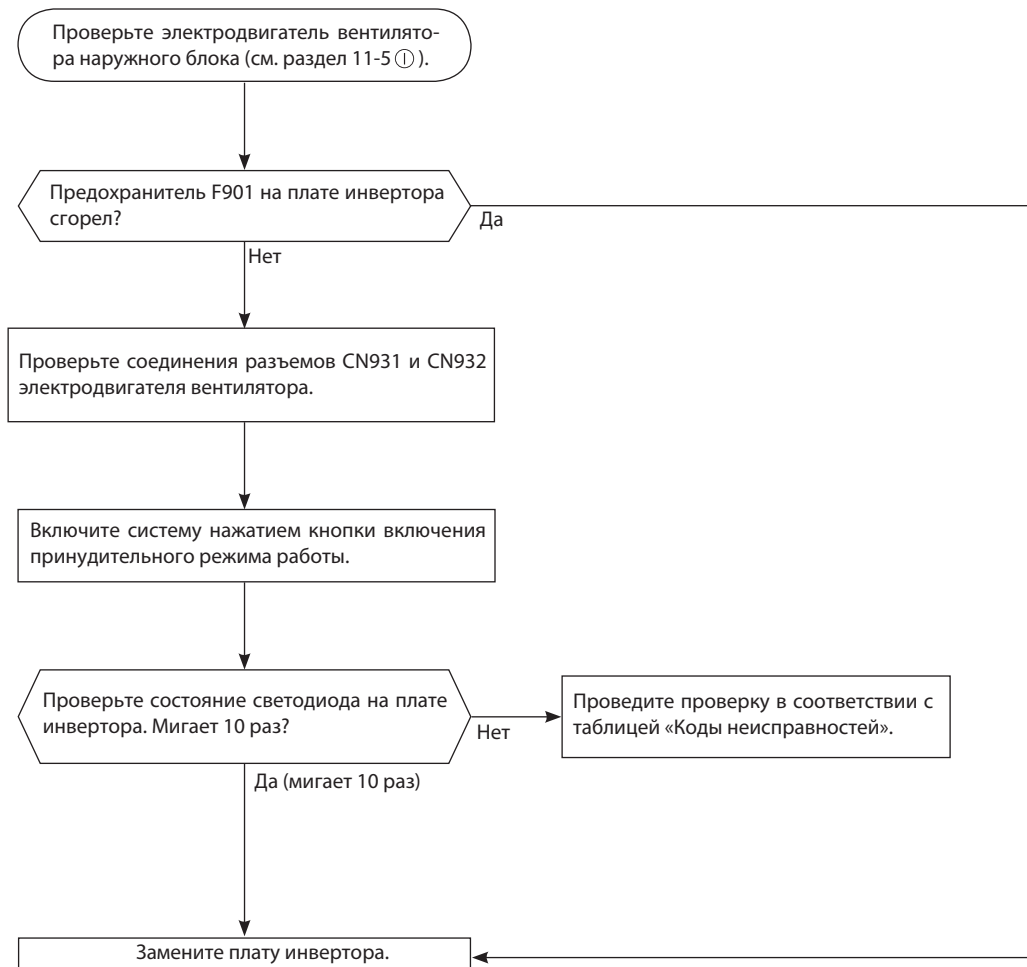 Проверьте электродвигатель вентилято-
ра наружного блока (см. раздел 11-5 Ⓘ ).
Предохранитель F901 на плате инвертора
сгорел?
Да
Нет
Проверьте соединения разъемов CN931 и CN932
электродвигателя вентилятора.
Включите систему нажатием кнопки включения
принудительного режима работы.
Проверьте состояние светодиода на плате
инвертора. Мигает 10 раз?
Нет
Проведите проверку в соответствии с
таблицей «Коды неисправностей».
Да (мигает 10 раз)
Замените плату инвертора.